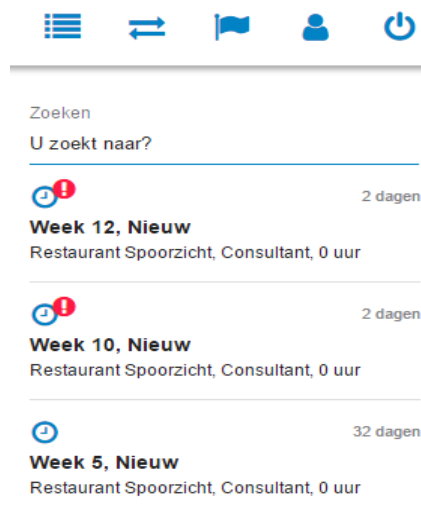 Zoeken
U zoekt naar?
2 dagen
Week 12, Nieuw
Restaurant Spoorzicht, Consultant, 0 uur
2 dagen
Week 10, Nieuw
Restaurant Spoorzicht, Consultant, 0 uur
32 dagen
Week 5, Nieuw
Restaurant Spoorzicht, Consultant, 0 uur